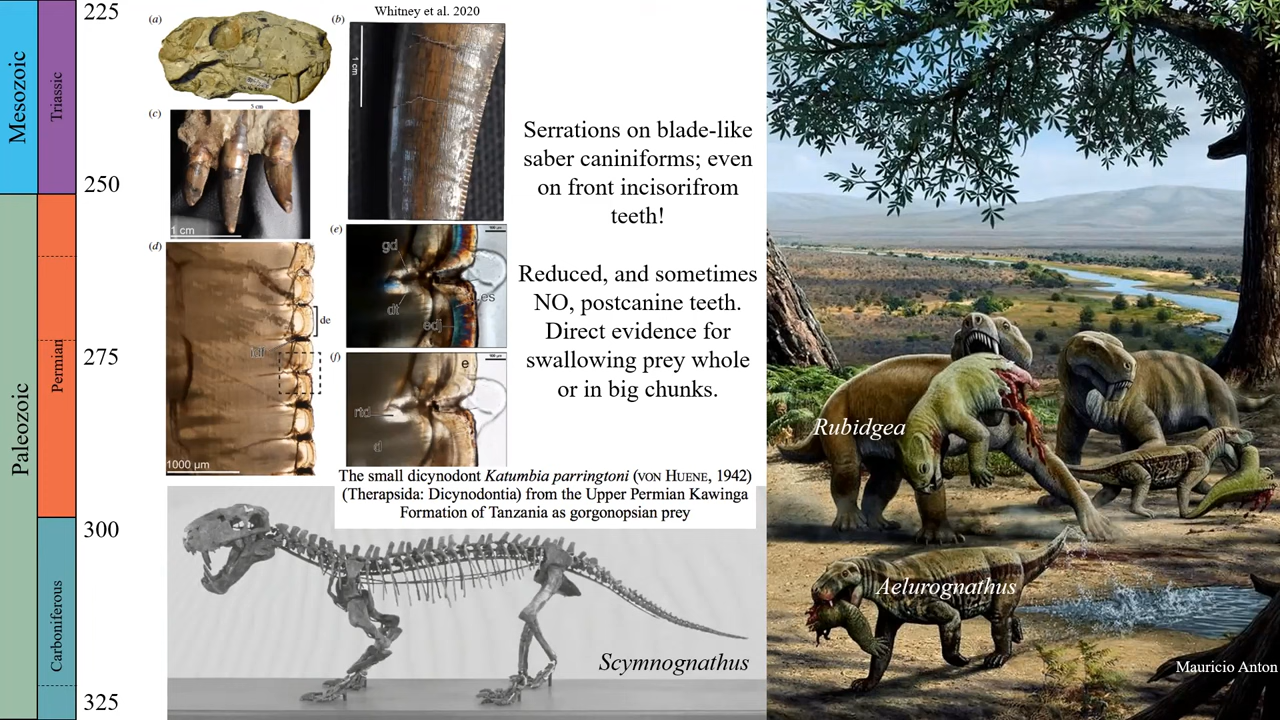 225
Mesozoic
Triassic
250
275
Permian
Paleozoic
300
Carboniferous
325
(a)
3 cm
(b)
Whitney et al. 2020
1 cm
(c)
1 cm
(d)
de
idf
1000 µm
(e)
gd
dt
edj
es
(f)
e
rtd
d
Serrations on blade-like
saber caniniforms; even
on front incisorifrom
teeth!
Reduced, and sometimes
NO, postcanine teeth.
Direct evidence for
swallowing prey whole
or in big chunks.
The small dicynodont Katumbia parringtoni (VON HUENE, 1942)
(Therapsida: Dicynodontia) from the Upper Permian Kawinga
Formation of Tanzania as gorgonopsian prey
Scymnognathus
Rubidgea
Aelurognathus
Mauricio Anton